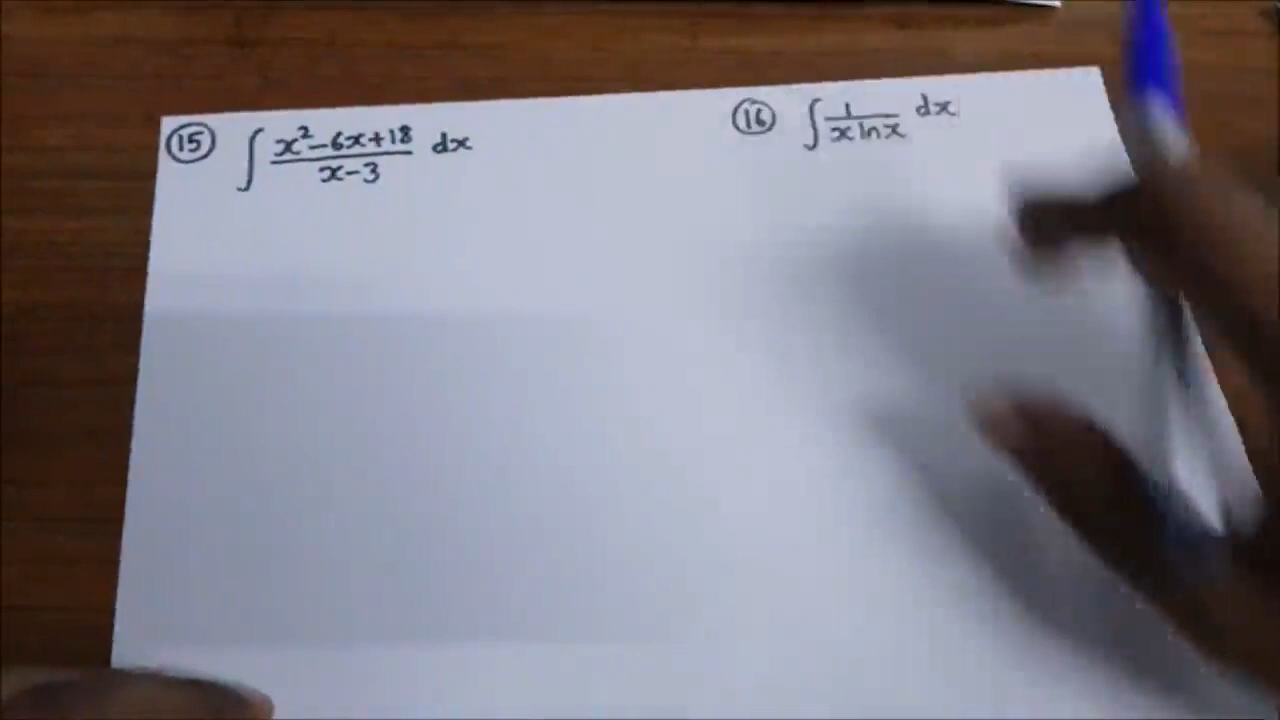 ⑮ ∫ x²-6x+18 / x-3 dx
⑯ ∫ 1 / x ln x dx